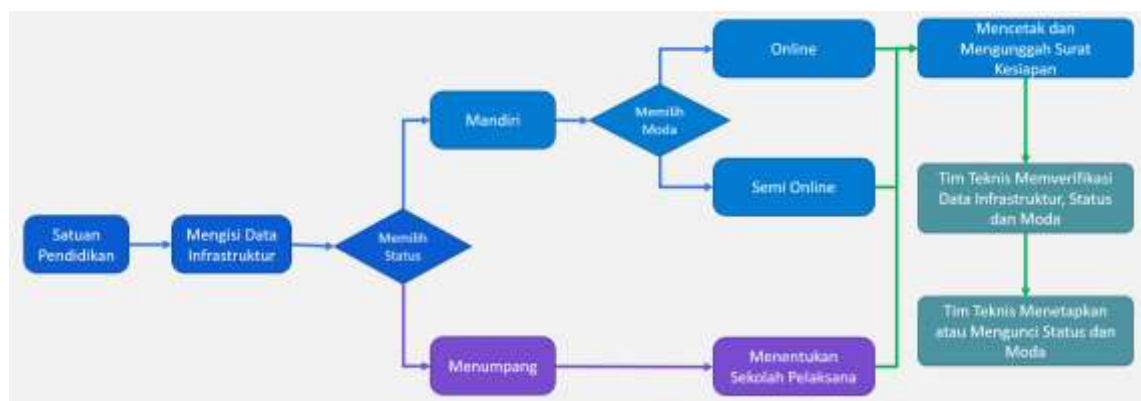 Satuan
Pendidikan
Mengisi Data
Infrastruktur
Memilih
Status
Mandiri
Memilih
Moda
Online
Semi Online
Menumpang
Menentukan
Sekolah Pelaksana
Mencetak dan
Mengunggah Surat
Kesiapan
Tim Teknis Memverifikasi
Data Infrastruktur, Status
dan Moda
Tim Teknis Menetapkan
atau Mengunci Status dan
Moda